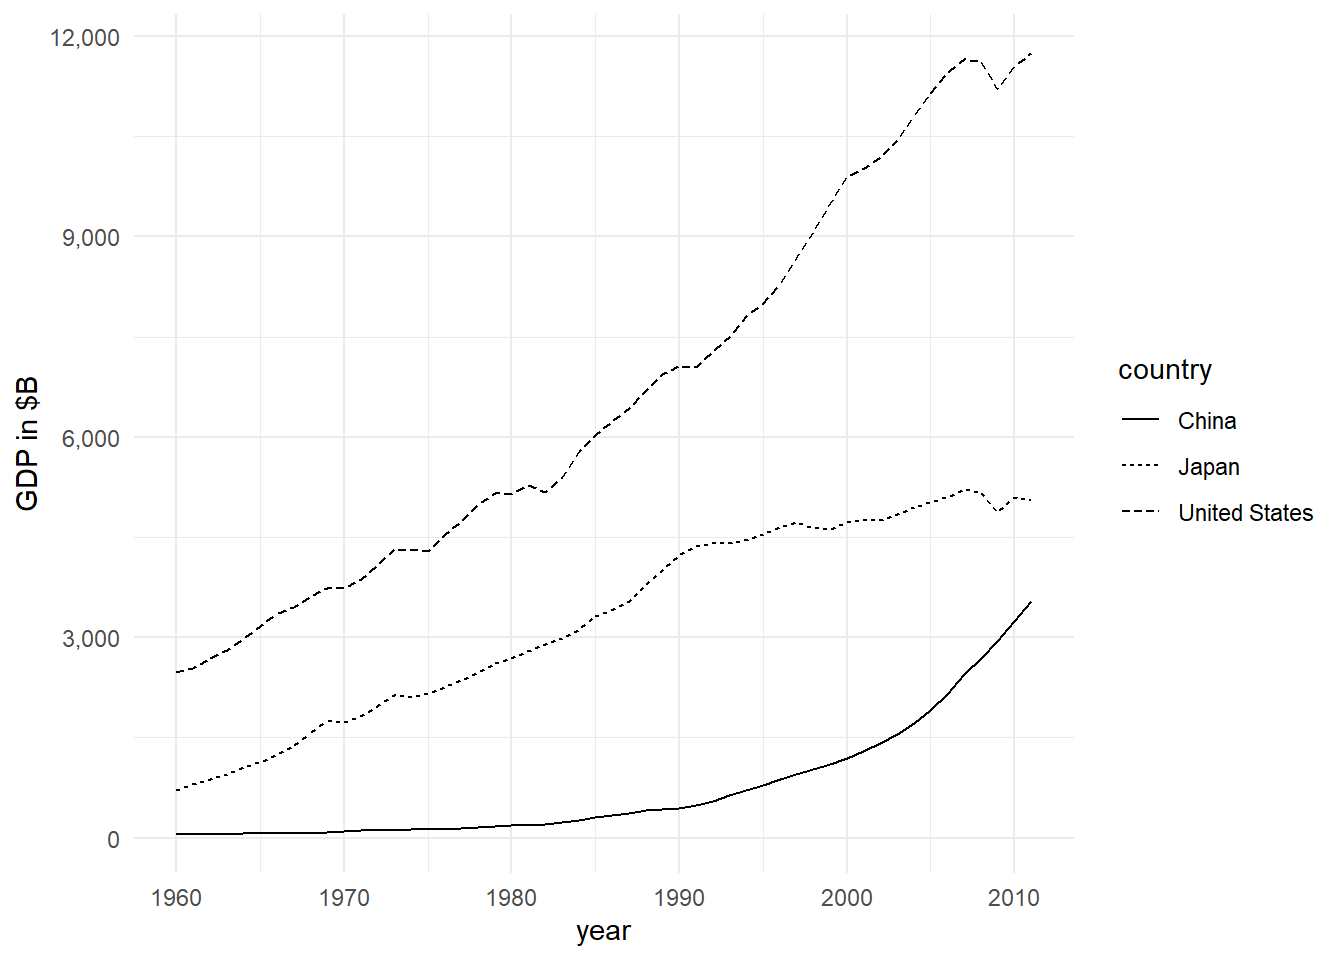 12,000
9,000
6,000
3,000
0
GDP in $B
1960 1970 1980 1990 2000 2010
year
country
China
Japan
United States